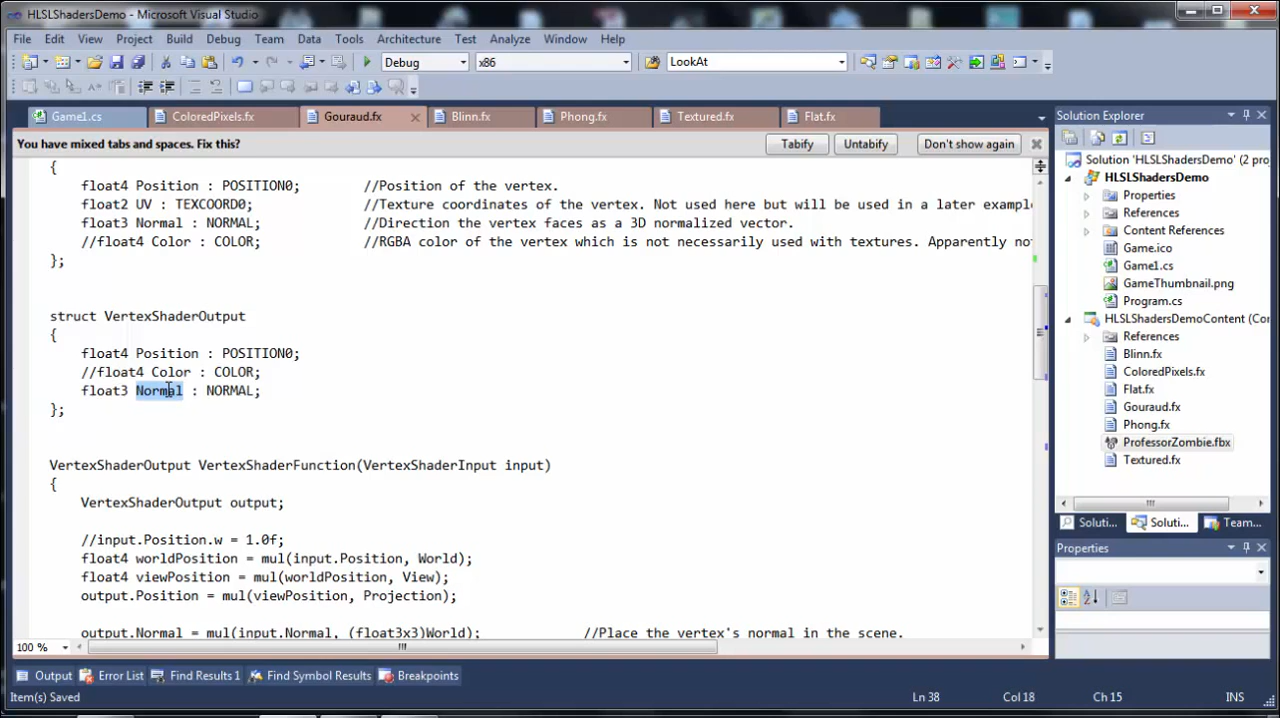 HLSLShadersDemo - Microsoft Visual Studio
File Edit View Project Build Debug Team Data Tools Architecture Test Analyze Window Help
Debug x86 LookAt
Game1.cs ColoredPixels.fx Gouraud.fx Blinn.fx Phong.fx Textured.fx Flat.fx
You have mixed tabs and spaces. Fix this? Tabify Untabify Don't show again
{
float4 Position : POSITION0; //Position of the vertex.
float2 UV : TEXCOORD0; //Texture coordinates of the vertex. Not used here but will be used in a later exampl
float3 Normal : NORMAL; //Direction the vertex faces as a 3D normalized vector.
//float4 Color : COLOR; //RGBA color of the vertex which is not necessarily used with textures. Apparently no
};
struct VertexShaderOutput
{
float4 Position : POSITION0;
//float4 Color : COLOR;
float3 Normal : NORMAL;
};
VertexShaderOutput VertexShaderFunction(VertexShaderInput input)
{
VertexShaderOutput output;
//input.Position.w = 1.0f;
float4 worldPosition = mul(input.Position, World);
float4 viewPosition = mul(worldPosition, View);
output.Position = mul(viewPosition, Projection);
output.Normal = mul(input.Normal, (float3x3)World); //Place the vertex's normal in the scene.
100 %
Solution Explorer
Solution 'HLSLShadersDemo' (2 proj
HLSLShadersDemo
Properties
References
Content References
Game.ico
Game1.cs
GameThumbnail.png
Program.cs
HLSLShadersDemoContent (Co
References
Blinn.fx
ColoredPixels.fx
Flat.fx
Gouraud.fx
Phong.fx
ProfessorZombie.fbx
Textured.fx
Soluti... Soluti... Team...
Properties
Output Error List Find Results 1 Find Symbol Results Breakpoints
Item(s) Saved Ln 38 Col 18 Ch 15 INS